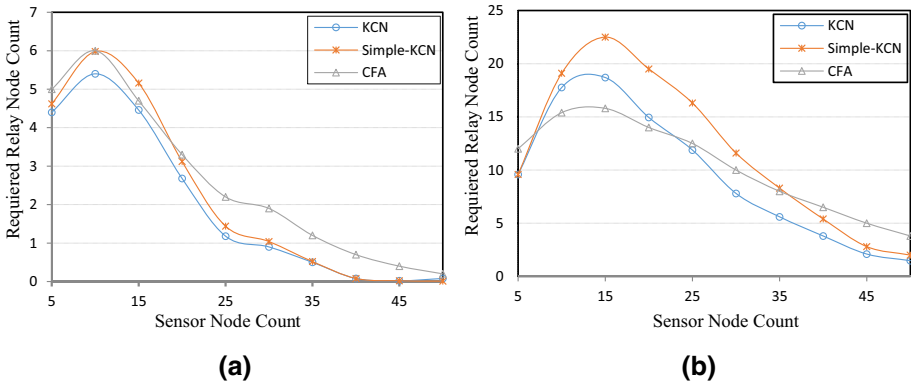 7
6
5
4
3
2
1
0
Requiered Relay Node Count
KCN
Simple-KCN
CFA
5
15
25
35
45
Sensor Node Count
(a)
25
20
15
10
5
0
Requiered Relay Node Count
KCN
Simple-KCN
CFA
5
15
25
35
45
Sensor Node Count
(b)